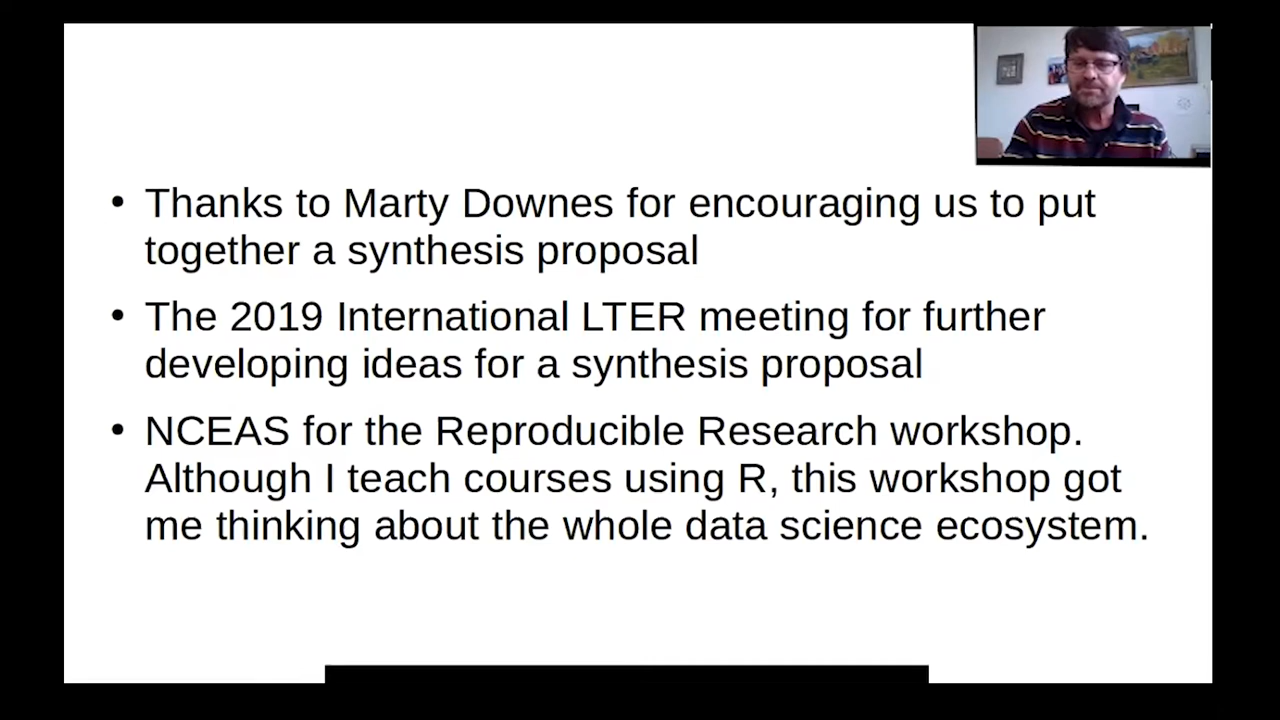 • Thanks to Marty Downes for encouraging us to put
together a synthesis proposal
• The 2019 International LTER meeting for further
developing ideas for a synthesis proposal
• NCEAS for the Reproducible Research workshop.
Although I teach courses using R, this workshop got
me thinking about the whole data science ecosystem.